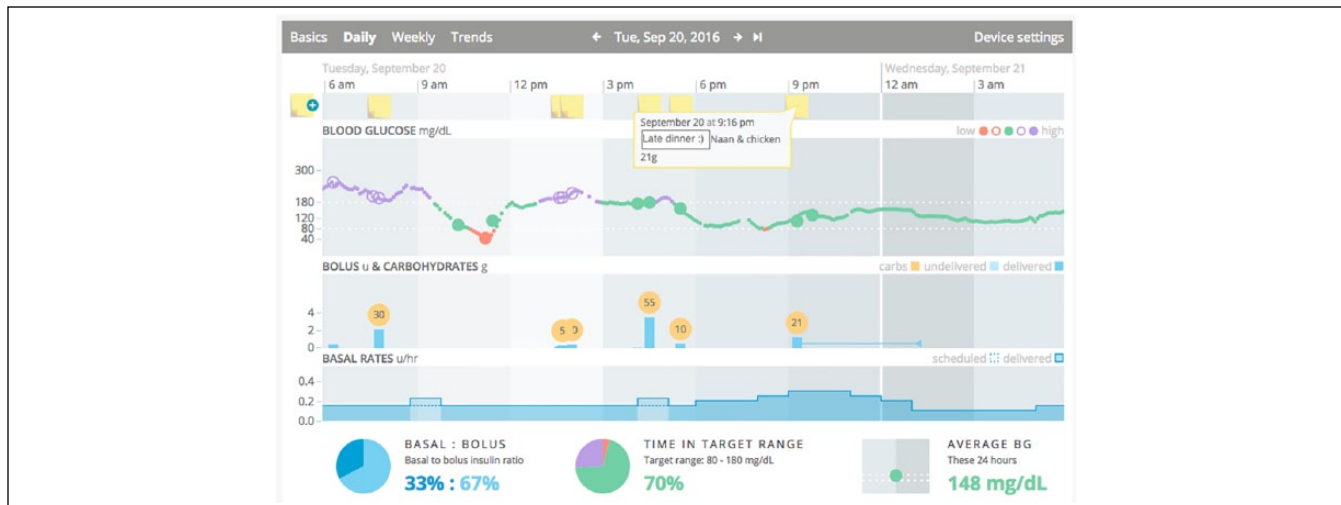 Basics Daily Weekly Trends Tue, Sep 20, 2016 Device settings
Tuesday, September 20 Wednesday, September 21
6 am 9 am 12 pm 3 pm 6 pm 9 pm 12 am 3 am
September 20 at 9:16 pm
Late dinner :) Naan & chicken
21g
BLOOD GLUCOSE mg/dL low high
300
180
120
80
40
BOLUS u & CARBOHYDRATES g carbs undelivered delivered
55
30
21
5 10
4
2
0
BASAL RATES u/hr scheduled delivered
0.4
0.2
0.0
BASAL : BOLUS
Basal to bolus insulin ratio
33% : 67%
TIME IN TARGET RANGE
Target range: 80 - 180 mg/dL
70%
AVERAGE BG
These 24 hours
148 mg/dL